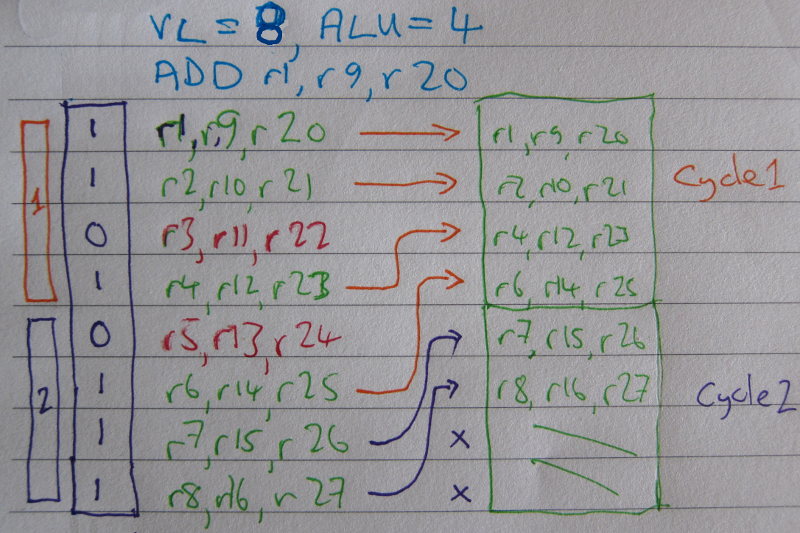 VL = 8, ALU = 4
ADD r1, r9, r20
1 r1, r9, r20 r1, r9, r20
1 r2, r10, r21 r2, r10, r21 Cycle1
1
0 r3, r11, r22 r4, r12, r23
1 r4, r12, r23 r6, r14, r25
0 r5, r13, r24 r7, r15, r26
2
1 r6, r14, r25 r8, r16, r27 Cycle2
1 r7, r15, r26 x
1 r8, r16, r27 x